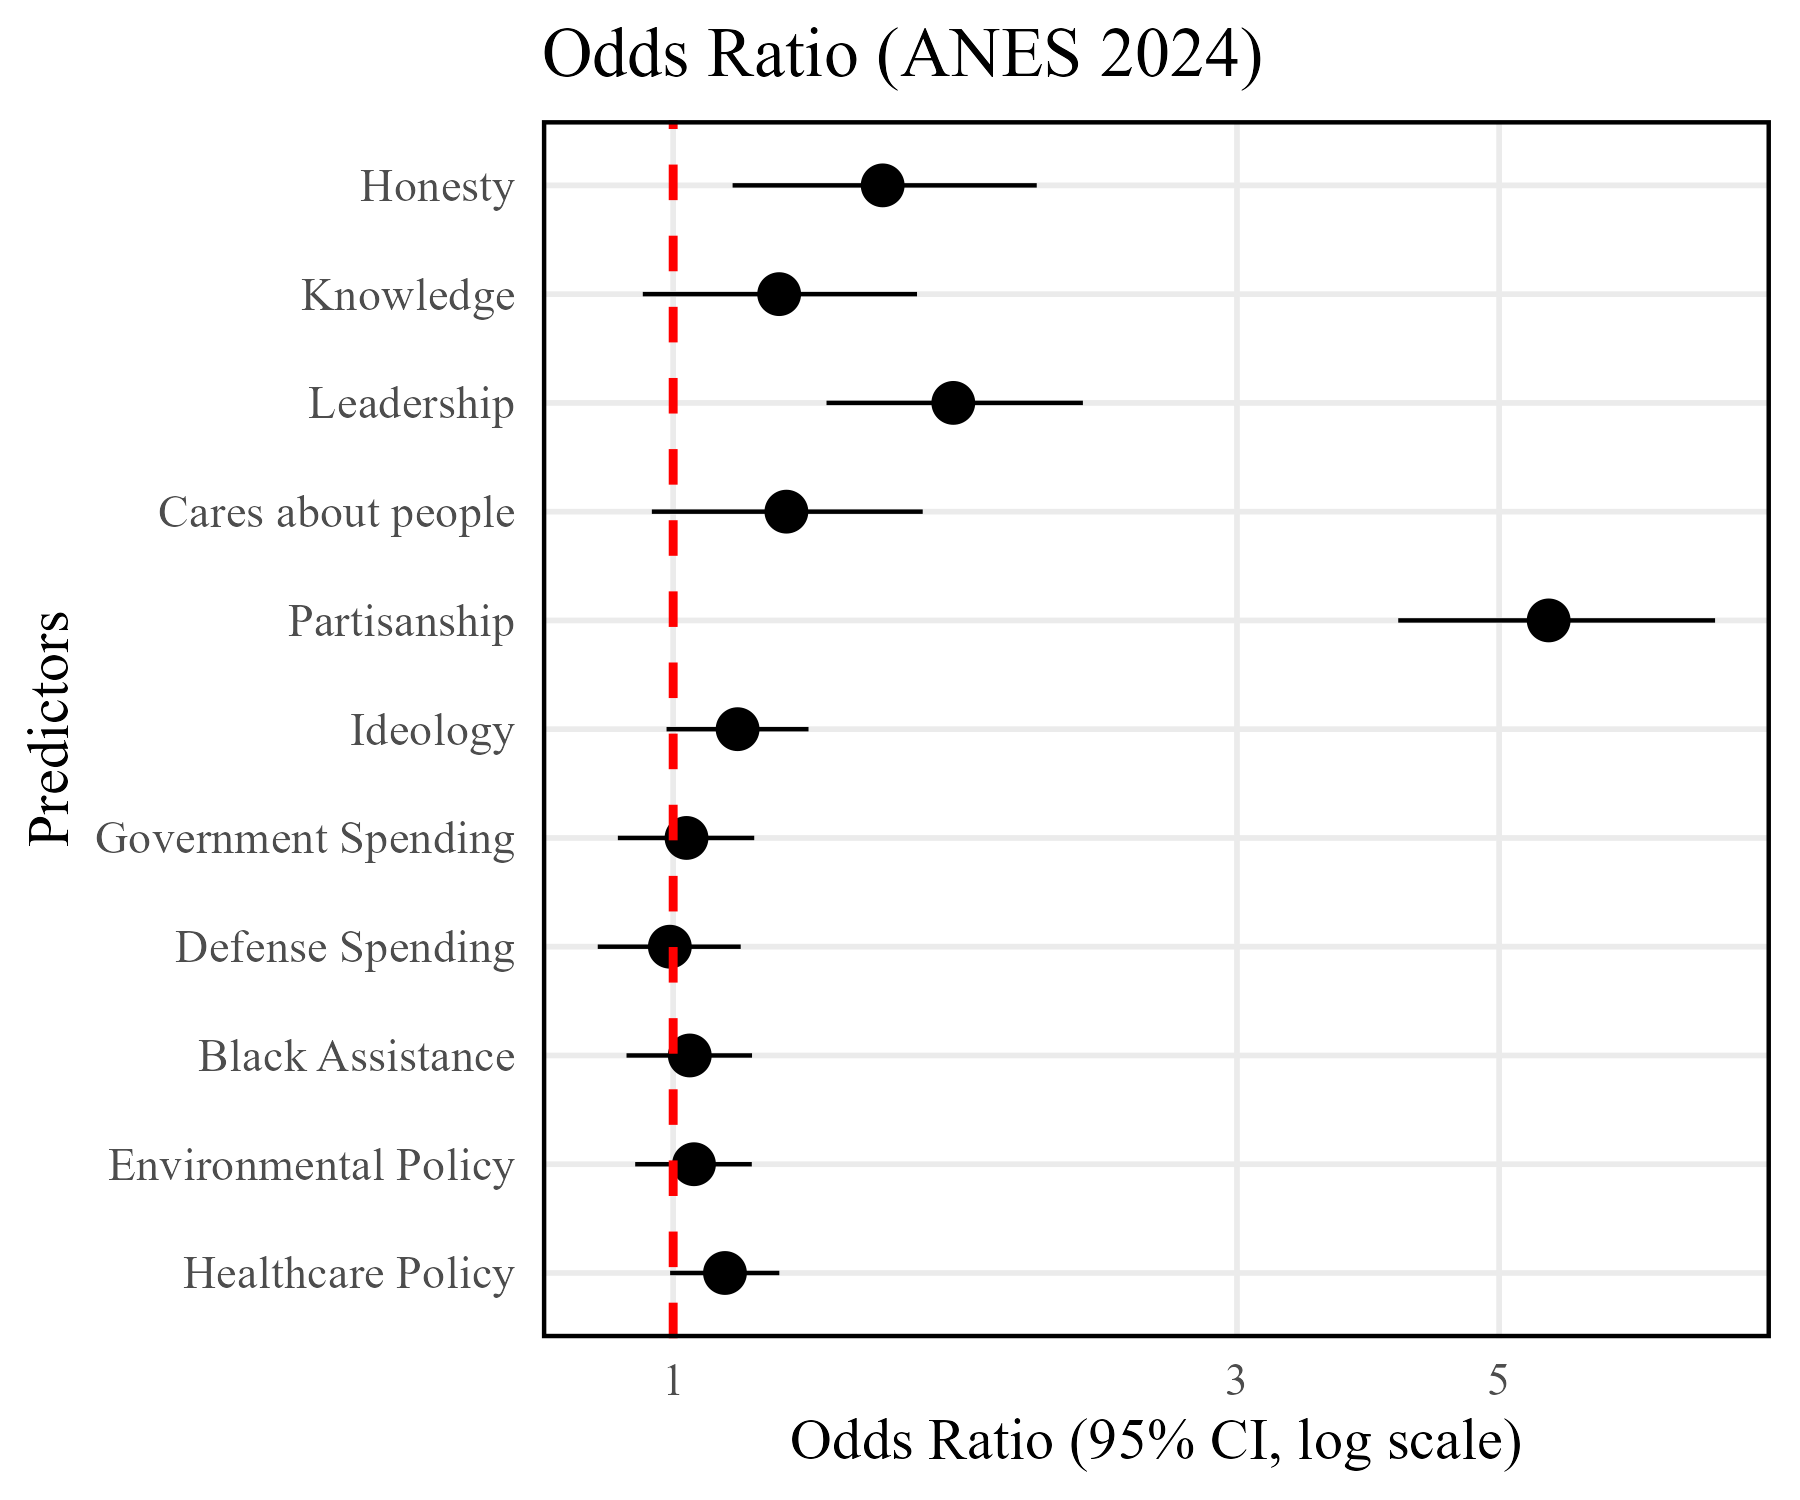 Odds Ratio (ANES 2024)
Predictors
Honesty
Knowledge
Leadership
Cares about people
Partisanship
Ideology
Government Spending
Defense Spending
Black Assistance
Environmental Policy
Healthcare Policy
1 3 5
Odds Ratio (95% CI, log scale)